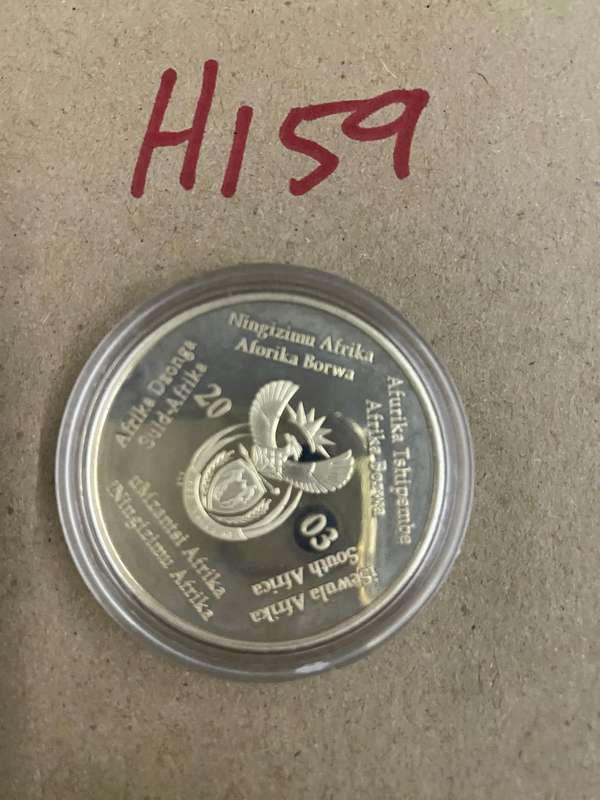 H159
Ningizimu Afrika
Aforika Borwa
Afurika Tshipembe
Afrika Borwa
iSewula Afrika
South Africa
Mzantsi Afrika
Ningizimu Afrika
Afrika Dzonga
Suid-Afrika
20
03